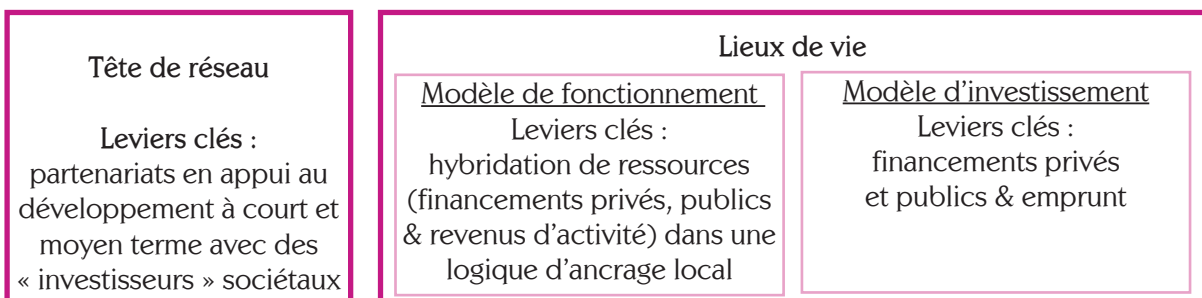 Tête de réseau
Leviers clés :
partenariats en appui au
développement à court et
moyen terme avec des
« investisseurs » sociétaux
Lieux de vie
Modèle de fonctionnement
Leviers clés :
hybridation de ressources
(financements privés, publics
& revenus d’activité) dans une
logique d’ancrage local
Modèle d’investissement
Leviers clés :
financements privés
et publics & emprunt